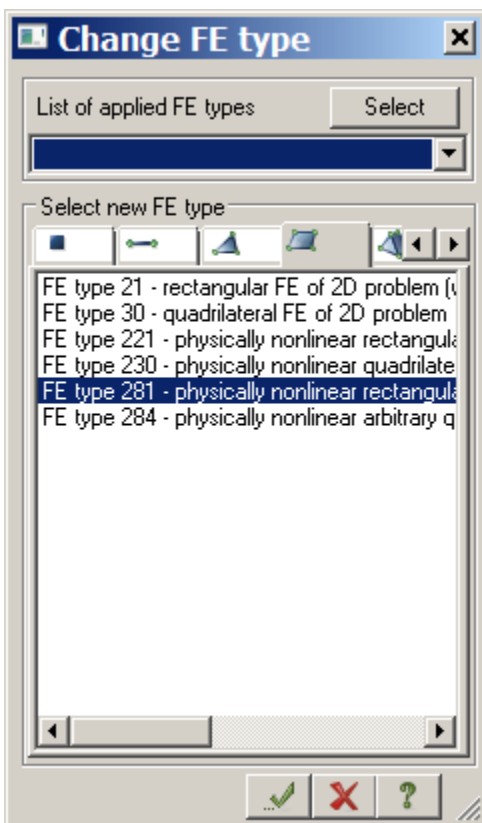 Change FE type
List of applied FE types
Select
Select new FE type
FE type 21 - rectangular FE of 2D problem
FE type 30 - quadrilateral FE of 2D problem
FE type 221 - physically nonlinear rectangula
FE type 230 - physically nonlinear quadrilate
FE type 281 - physically nonlinear rectangula
FE type 284 - physically nonlinear arbitrary q
?